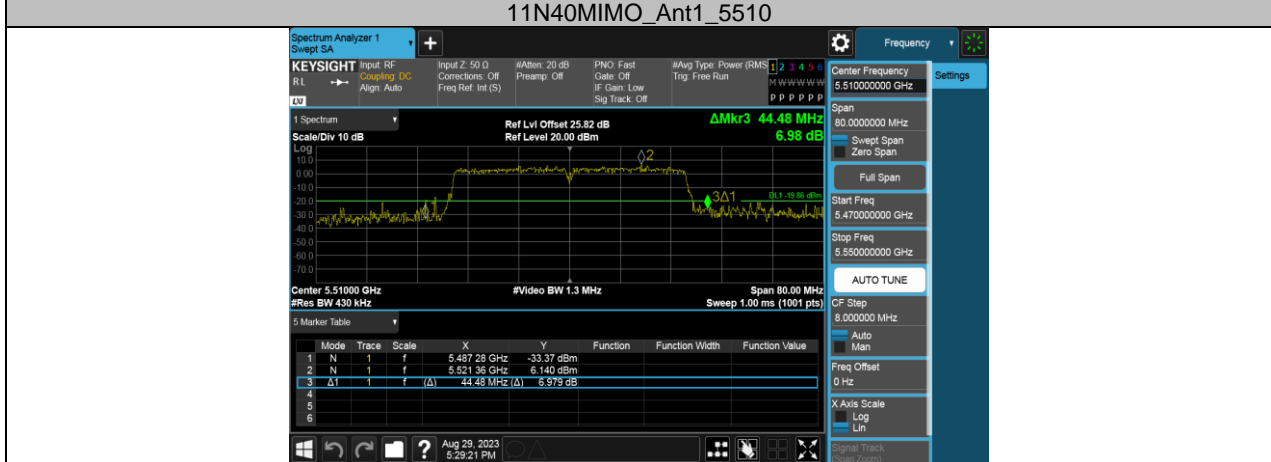 11N40MIMO_Ant1_5510
Spectrum Analyzer 1
Swept SA
+
Frequency
KEYSIGHT Input: RF Input Z: 50 Ω #Atten: 20 dB PNO: Fast #Avg Type: Power (RMS 1 2 3 4 5 6
RL Coupling: DC Corrections: Off Preamp: Off Gate: Off Trig: Free Run M W W W W W
Align: Auto Freq Ref: Int (S) IF Gain: Low
LXI Sig Track: Off P P P P P P
Center Frequency
5.510000000 GHz
Settings
Span
80.0000000 MHz
Swept Span
Zero Span
Full Span
Start Freq
5.470000000 GHz
Stop Freq
5.550000000 GHz
AUTO TUNE
CF Step
8.000000 MHz
Auto
Man
Freq Offset
0 Hz
X Axis Scale
Log
Lin
Signal Track
(Span Zoom)
1 Spectrum
Ref Lvl Offset 25.82 dB ΔMkr3 44.48 MHz
Scale/Div 10 dB Ref Level 20.00 dBm 6.98 dB
Log
10.0
0.00
-10.0
-20.0
-30.0
-40.0
-50.0
-60.0
-70.0
2
3Δ1
DL1 -19.86 dBm
Center 5.51000 GHz #Video BW 1.3 MHz Span 80.00 MHz
#Res BW 430 kHz Sweep 1.00 ms (1001 pts)
5 Marker Table
Mode Trace Scale X Y Function Function Width Function Value
1 N 1 f 5.487 28 GHz -33.37 dBm
2 N 1 f 5.521 36 GHz 6.140 dBm
3 Δ1 1 f (Δ) 44.48 MHz (Δ) 6.979 dB
4
5
6
?
Aug 29, 2023
5:29:21 PM